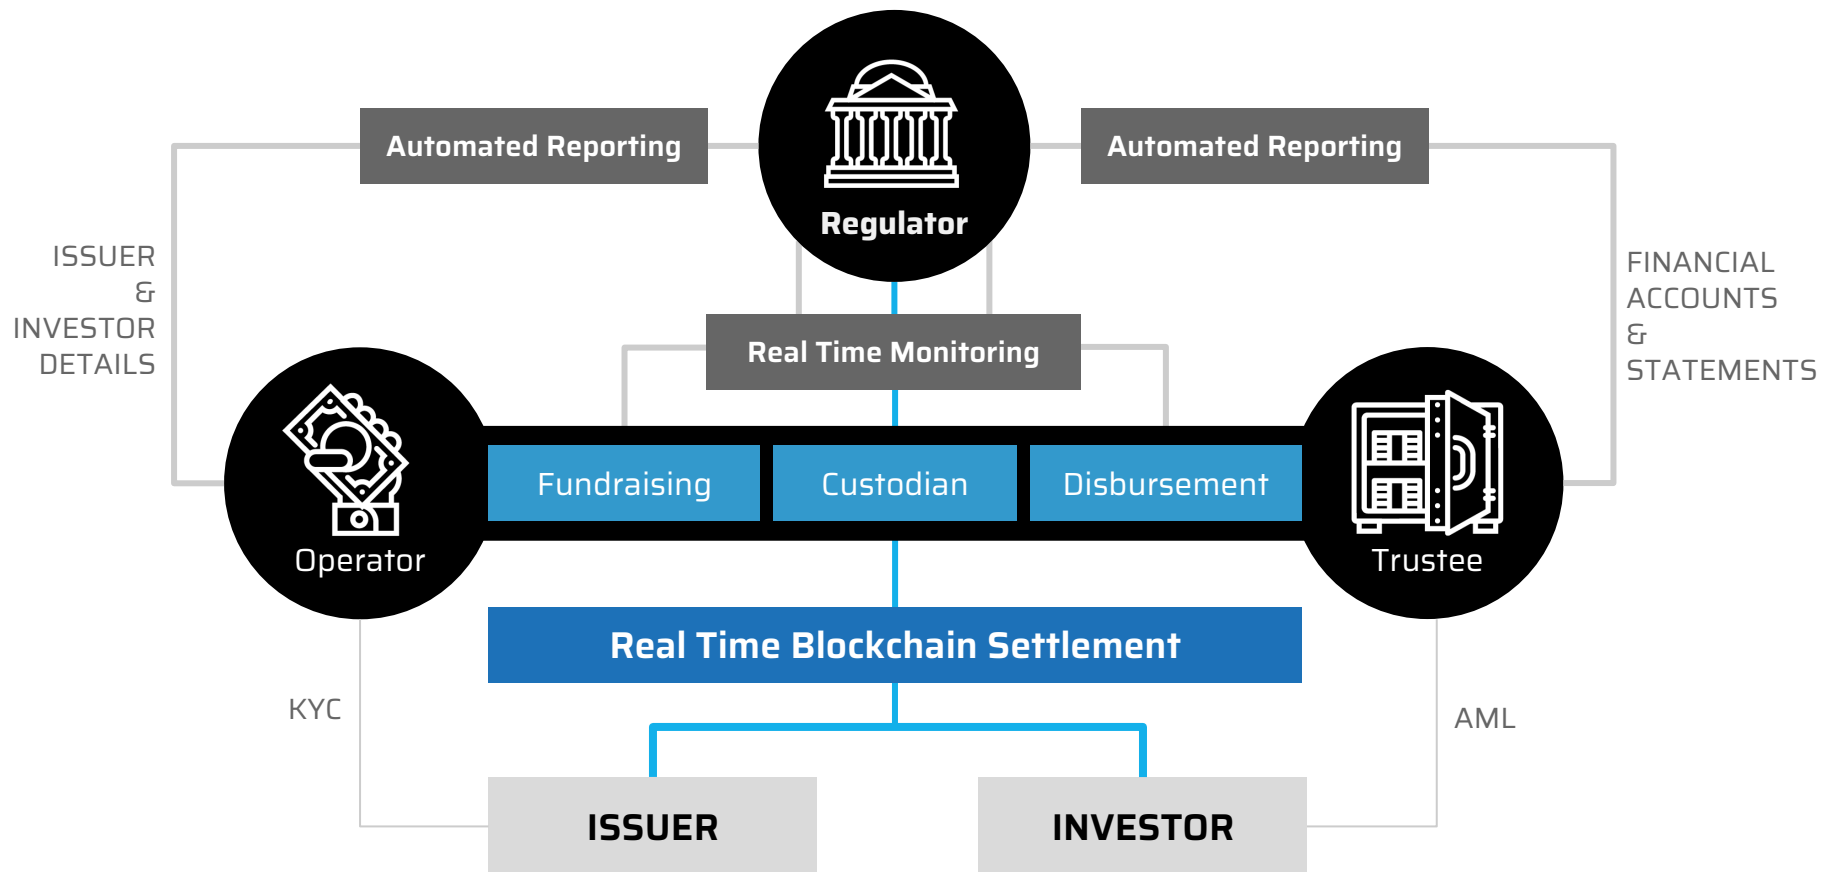 Automated Reporting
Automated Reporting
Regulator
ISSUER
&
INVESTOR
DETAILS
FINANCIAL
ACCOUNTS
&
STATEMENTS
Real Time Monitoring
Fundraising
Custodian
Disbursement
Operator
Trustee
Real Time Blockchain Settlement
KYC
AML
ISSUER
INVESTOR